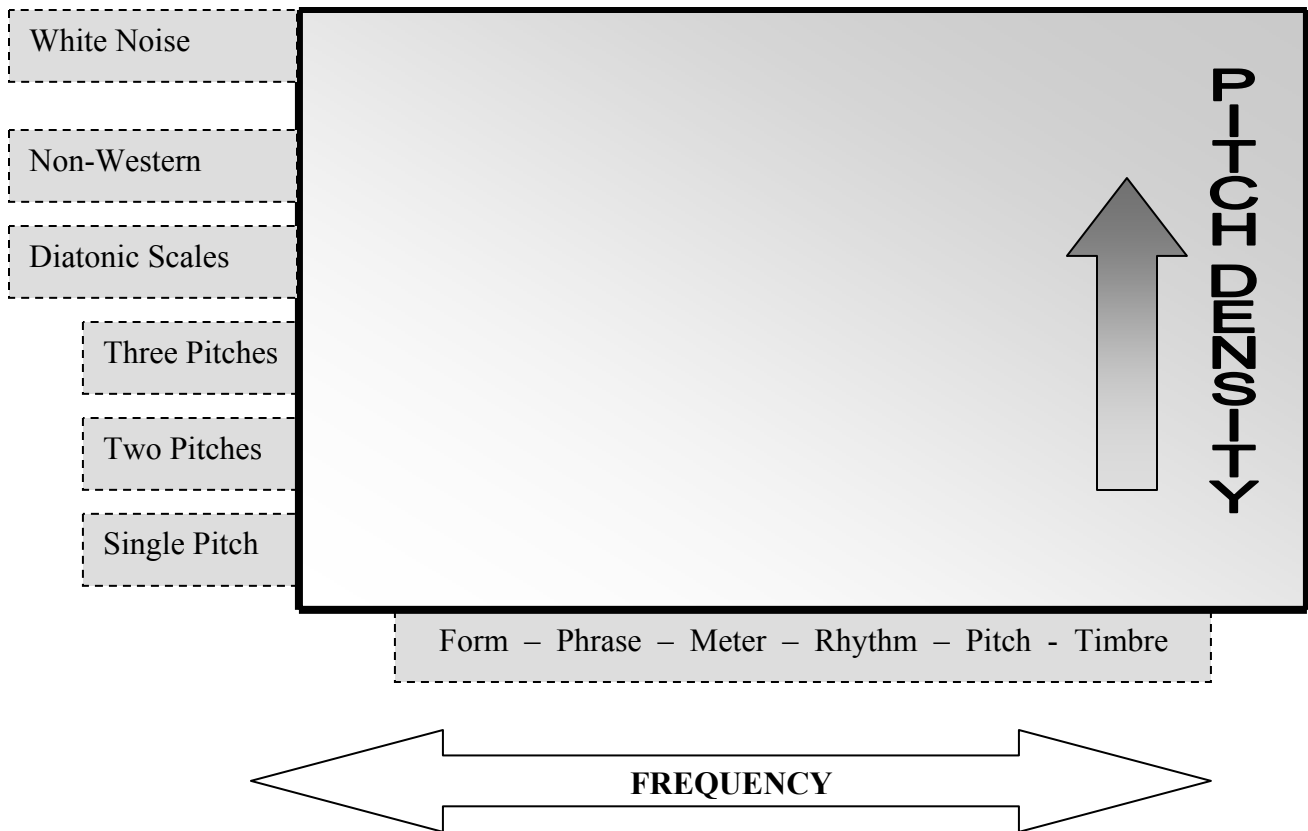 White Noise
Non-Western
Diatonic Scales
Three Pitches
Two Pitches
Single Pitch
PITCH DENSITY
Form – Phrase – Meter – Rhythm – Pitch - Timbre
FREQUENCY